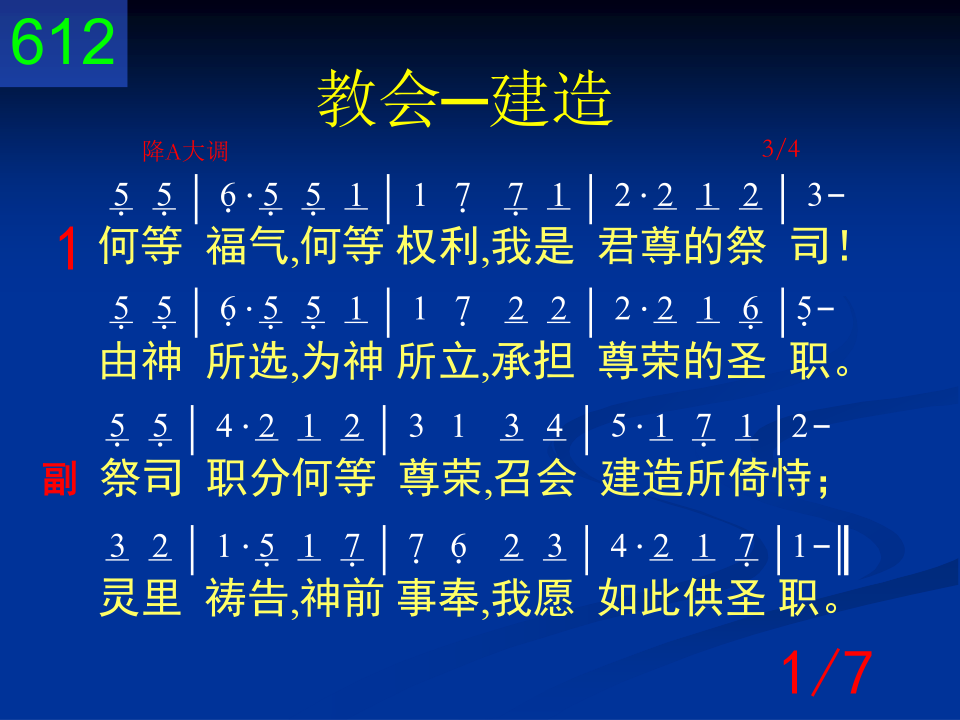 612
教会─建造
降A大调 3/4
5̣ 5̣ | 6̣·5̣ 5̣ 1 | 1 7̣ 7̣ 1 | 2·2 1 2 | 3-
1 何等 福气,何等 权利,我是 君尊的祭 司!
5̣ 5̣ | 6̣·5̣ 5̣ 1 | 1 7̣ 2 2 | 2·2 1 6̣ | 5̣-
由神 所选,为神 所立,承担 尊荣的圣 职。
5̣ 5̣ | 4·2 1 2 | 3 1 3 4 | 5·1 7̣ 1 | 2-
副 祭司 职分何等 尊荣,召会 建造所倚恃;
3 2 | 1·5̣ 1 7̣ | 7̣ 6̣ 2 3 | 4·2 1 7̣ | 1-‖
灵里 祷告,神前 事奉,我愿 如此供圣 职。
1/7